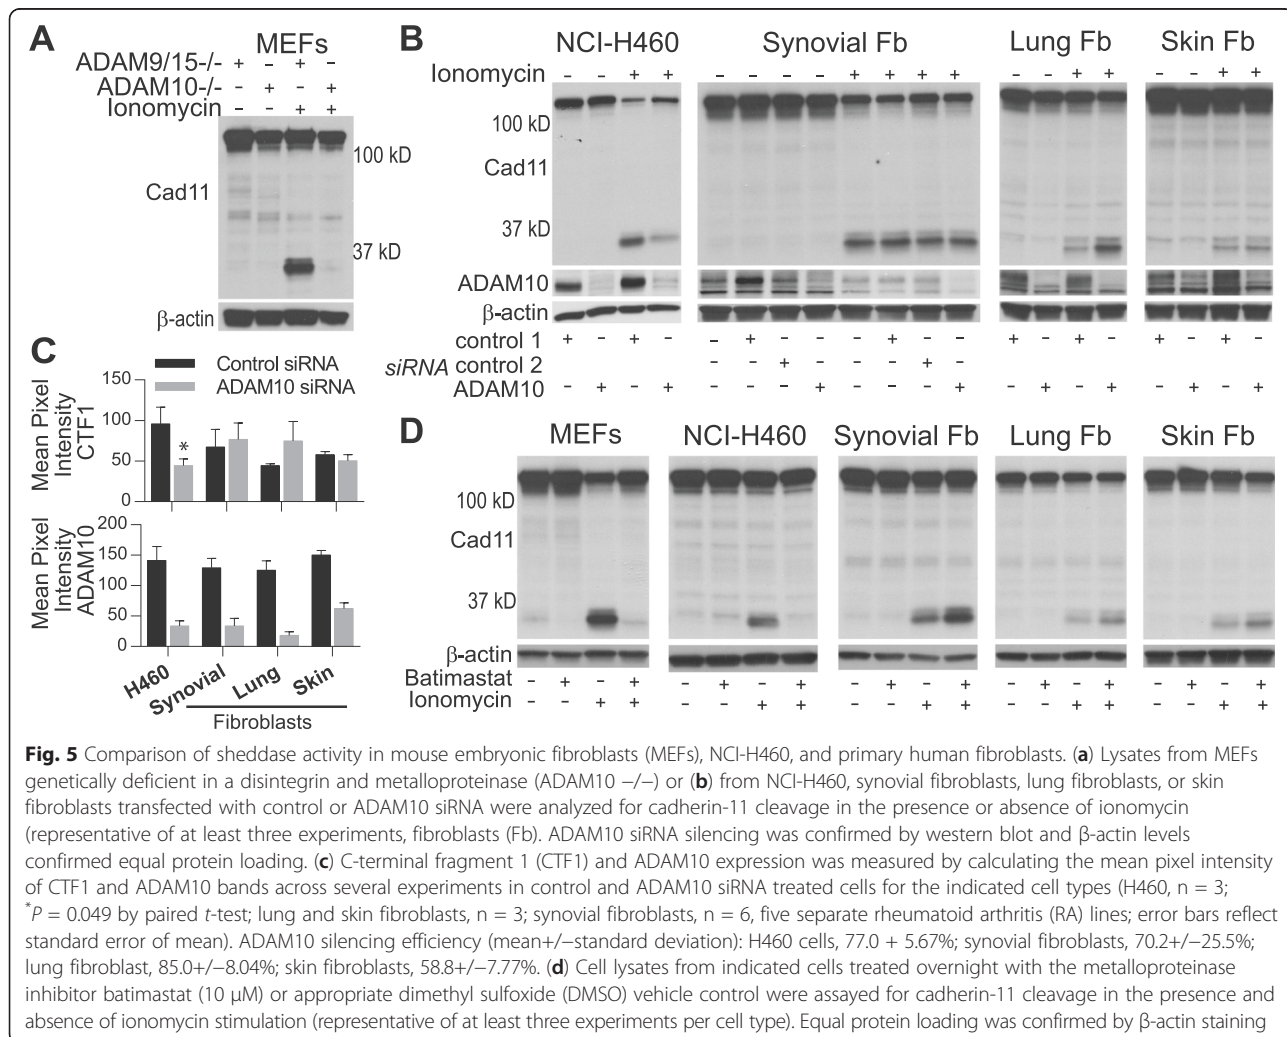 A
MEFs
ADAM9/15-/- + – + –
ADAM10-/- – + – +
Ionomycin – – + +
100 kD
Cad11
37 kD
β-actin
B
NCI-H460 Synovial Fb Lung Fb Skin Fb
Ionomycin – – + + – – – – + + + + – – + + – – + +
100 kD
Cad11
37 kD
ADAM10
β-actin
control 1 + – + – – + – – – + – – + – + – + – + –
siRNA control 2 – – + – – – + –
ADAM10 – + – + – – – + – – – + – + – + – + – +
C
Control siRNA
ADAM10 siRNA
Mean Pixel
Intensity
CTF1
150
100
50
0
*
Mean Pixel
Intensity
ADAM10
200
150
100
50
0
H460 Synovial Lung Skin
Fibroblasts
D
MEFs NCI-H460 Synovial Fb Lung Fb Skin Fb
100 kD
Cad11
37 kD
β-actin
Batimastat – + – + – + – + – + – + – + – + – + – +
Ionomycin – – + + – – + + – – + + – – + + – – + +
Fig. 5 Comparison of sheddase activity in mouse embryonic fibroblasts (MEFs), NCI-H460, and primary human fibroblasts. (a) Lysates from MEFs
genetically deficient in a disintegrin and metalloproteinase (ADAM10 −/−) or (b) from NCI-H460, synovial fibroblasts, lung fibroblasts, or skin
fibroblasts transfected with control or ADAM10 siRNA were analyzed for cadherin-11 cleavage in the presence or absence of ionomycin
(representative of at least three experiments, fibroblasts (Fb). ADAM10 siRNA silencing was confirmed by western blot and β-actin levels
confirmed equal protein loading. (c) C-terminal fragment 1 (CTF1) and ADAM10 expression was measured by calculating the mean pixel intensity
of CTF1 and ADAM10 bands across several experiments in control and ADAM10 siRNA treated cells for the indicated cell types (H460, n = 3;
*P = 0.049 by paired t-test; lung and skin fibroblasts, n = 3; synovial fibroblasts, n = 6, five separate rheumatoid arthritis (RA) lines; error bars reflect
standard error of mean). ADAM10 silencing efficiency (mean+/−standard deviation): H460 cells, 77.0 + 5.67%; synovial fibroblasts, 70.2+/−25.5%;
lung fibroblast, 85.0+/−8.04%; skin fibroblasts, 58.8+/−7.77%. (d) Cell lysates from indicated cells treated overnight with the metalloproteinase
inhibitor batimastat (10 μM) or appropriate dimethyl sulfoxide (DMSO) vehicle control were assayed for cadherin-11 cleavage in the presence and
absence of ionomycin stimulation (representative of at least three experiments per cell type). Equal protein loading was confirmed by β-actin staining